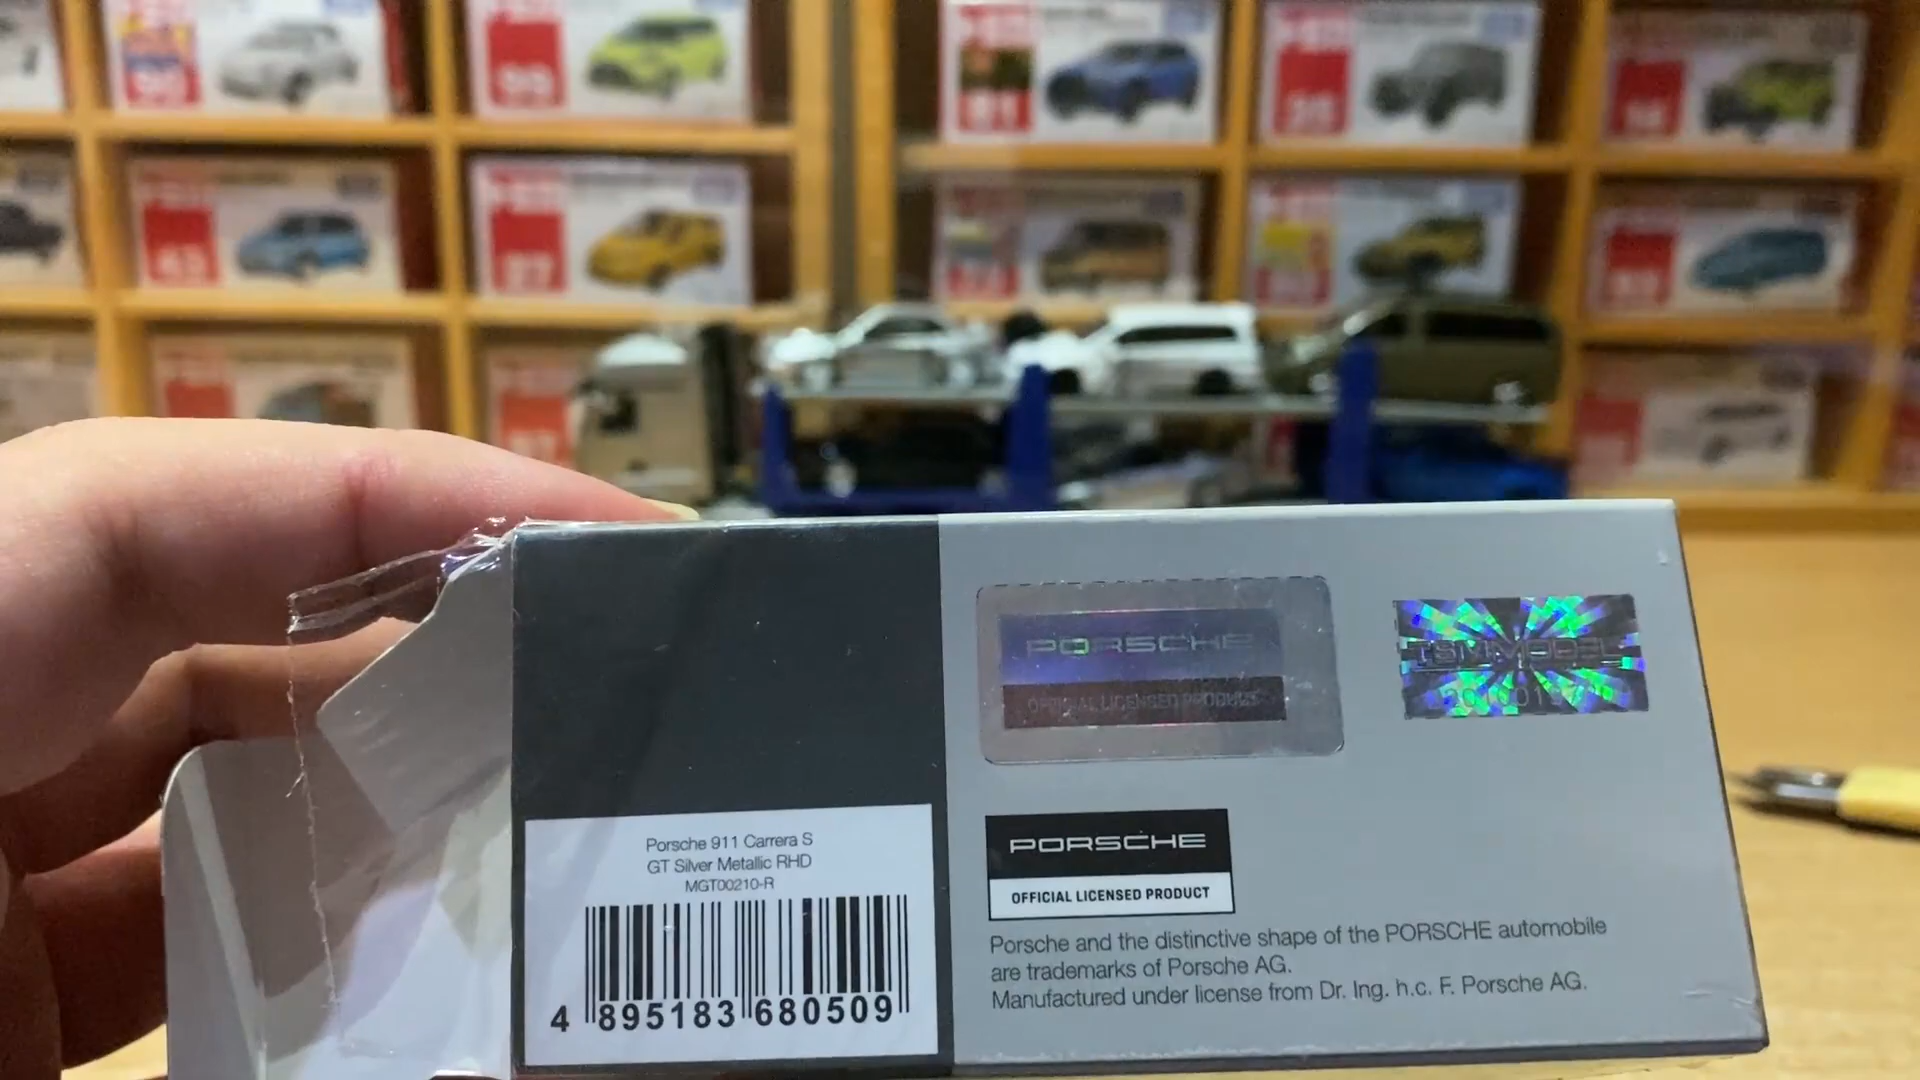 PORSCHE
OFFICIAL LICENSED PRODUCT
TSM MODEL
Porsche 911 Carrera S
GT Silver Metallic RHD
MGT00210-R
4 895183 680509
PORSCHE
OFFICIAL LICENSED PRODUCT
Porsche and the distinctive shape of the PORSCHE automobile
are trademarks of Porsche AG.
Manufactured under license from Dr. Ing. h.c. F. Porsche AG.